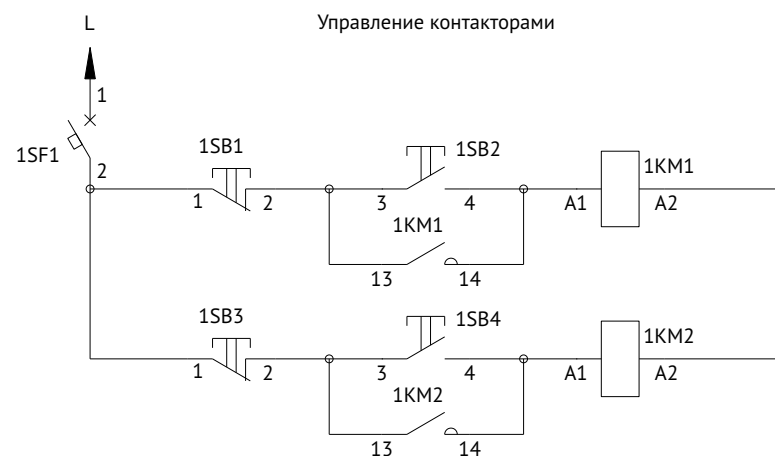 L Управление контакторами
1
1SF1 1SB1 1SB2 1KM1
2
1 2 3 4 A1 A2
1KM1
13 14
1SB3 1SB4 1KM2
1 2 3 4 A1 A2
1KM2
13 14